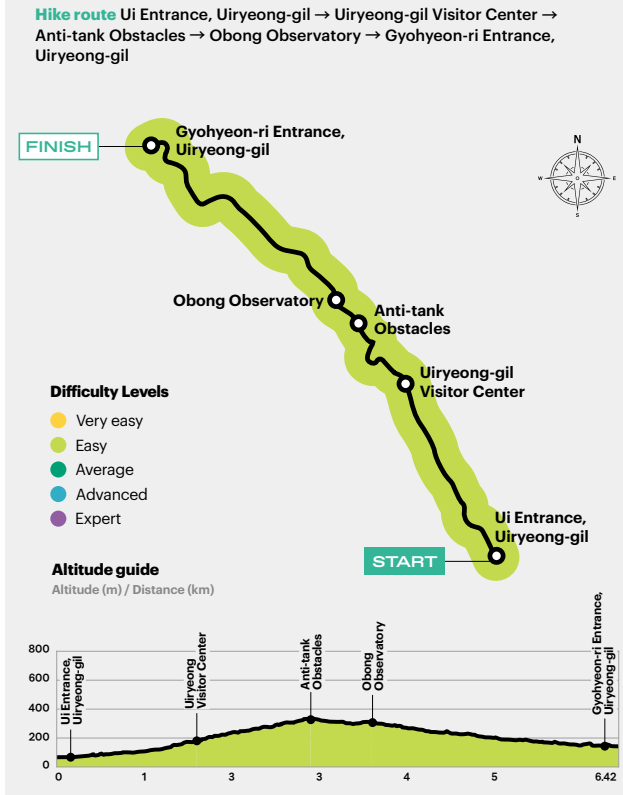 Hike route Ui Entrance, Uiryeong-gil → Uiryeong-gil Visitor Center →
Anti-tank Obstacles → Obong Observatory → Gyohyeon-ri Entrance,
Uiryeong-gil
FINISH
Gyohyeon-ri Entrance,
Uiryeong-gil
N
W
E
S
Obong Observatory
Anti-tank
Obstacles
Uiryeong-gil
Visitor Center
Difficulty Levels
Very easy
Easy
Average
Advanced
Expert
Ui Entrance,
Uiryeong-gil
START
Altitude guide
Altitude (m) / Distance (km)
Ui Entrance,
Uiryeong-gil
Uiryeong
Visitor Center
Anti-tank
Obstacles
Obong
Observatory
Gyohyeon-ri Entrance,
Uiryeong-gil
800
600
400
200
0
0 1 3 3 4 5 6.42